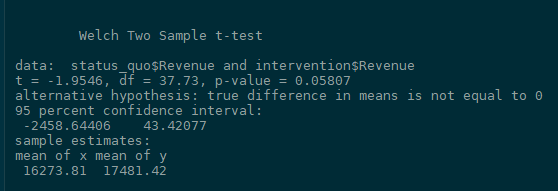 Welch Two Sample t-test
data:  status_quo$Revenue and intervention$Revenue
t = -1.9546, df = 37.73, p-value = 0.05807
alternative hypothesis: true difference in means is not equal to 0
95 percent confidence interval:
 -2458.64406    43.42077
sample estimates:
mean of x mean of y
 16273.81  17481.42